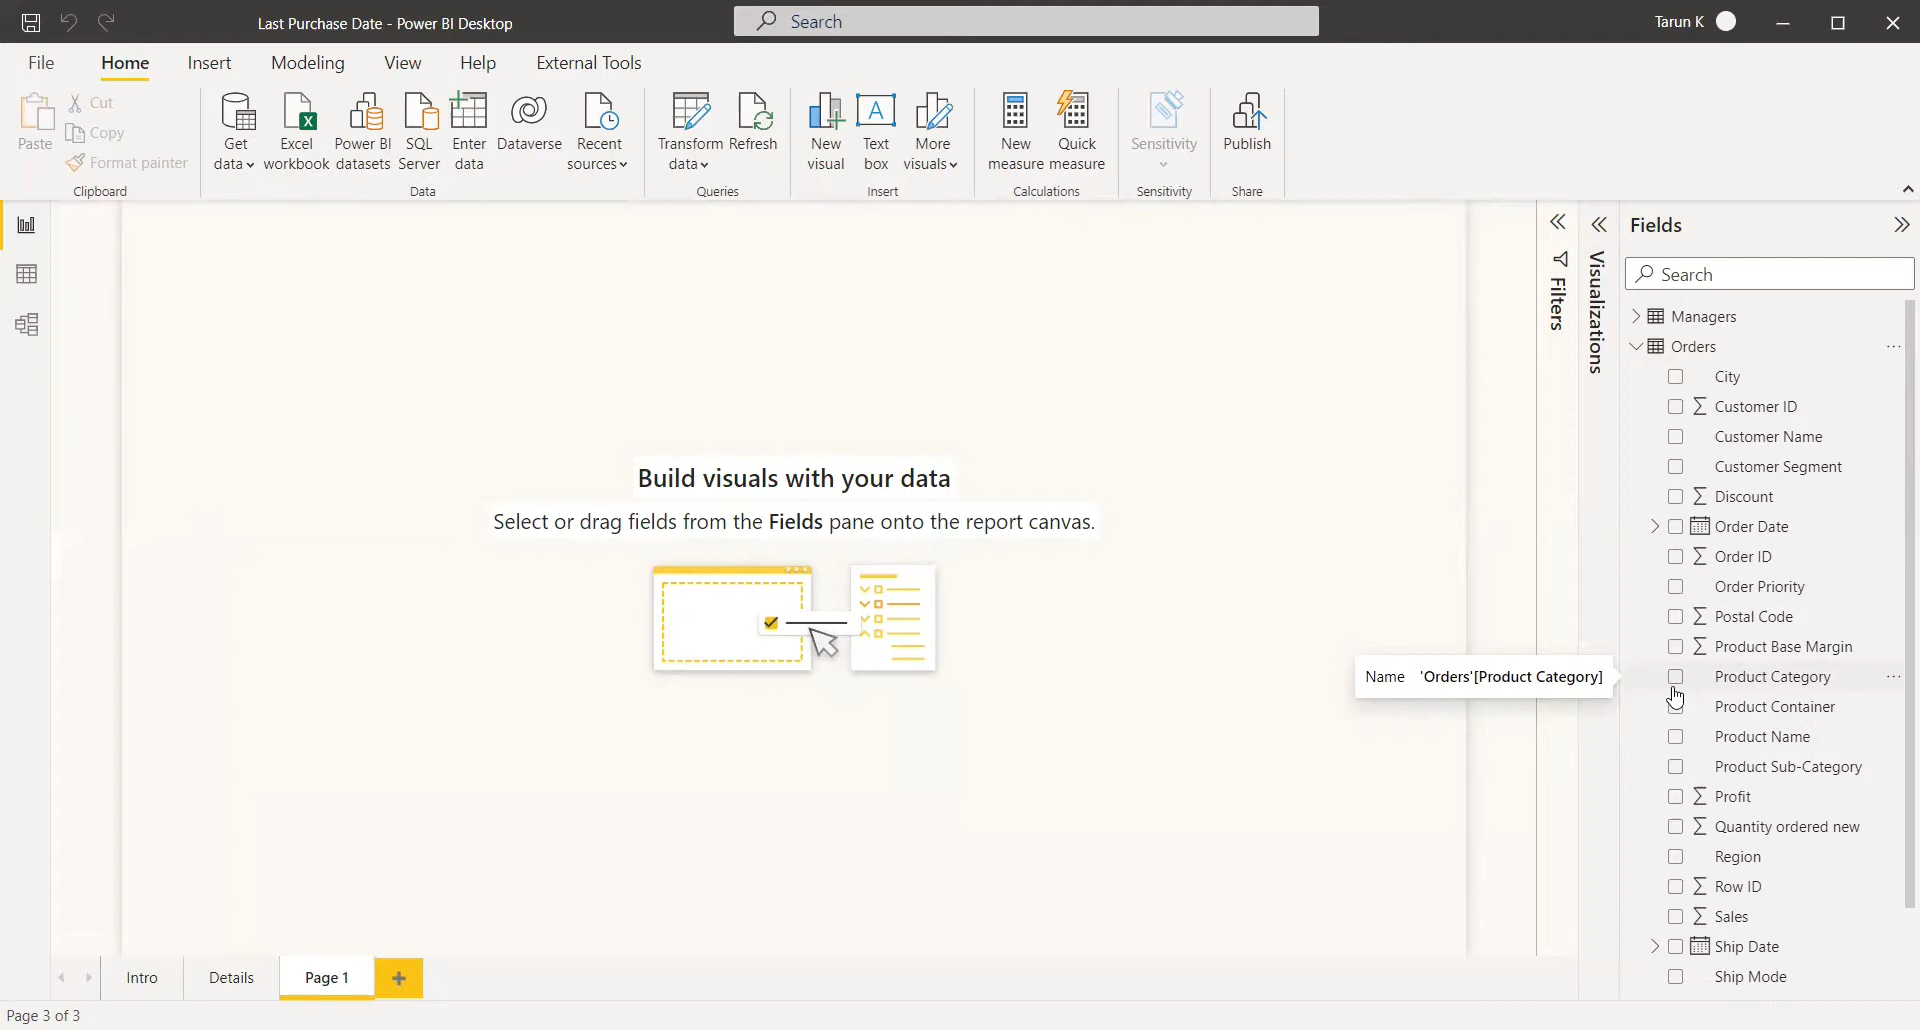 Last Purchase Date - Power BI Desktop
Search
Tarun K
File
Home
Insert
Modeling
View
Help
External Tools
Paste
Cut
Copy
Format painter
Clipboard
Get
data
Excel
workbook
Power BI
datasets
SQL
Server
Enter
data
Dataverse
Recent
sources
Data
Transform
data
Refresh
Queries
New
visual
Text
box
More
visuals
Insert
New
measure
Quick
measure
Calculations
Sensitivity
Sensitivity
Publish
Share
Build visuals with your data
Select or drag fields from the Fields pane onto the report canvas.
Filters
Visualizations
Fields
Search
Managers
Orders
City
Customer ID
Customer Name
Customer Segment
Discount
Order Date
Order ID
Order Priority
Postal Code
Product Base Margin
Name 'Orders'[Product Category]
Product Category
Product Container
Product Name
Product Sub-Category
Profit
Quantity ordered new
Region
Row ID
Sales
Ship Date
Ship Mode
Intro
Details
Page 1
Page 3 of 3